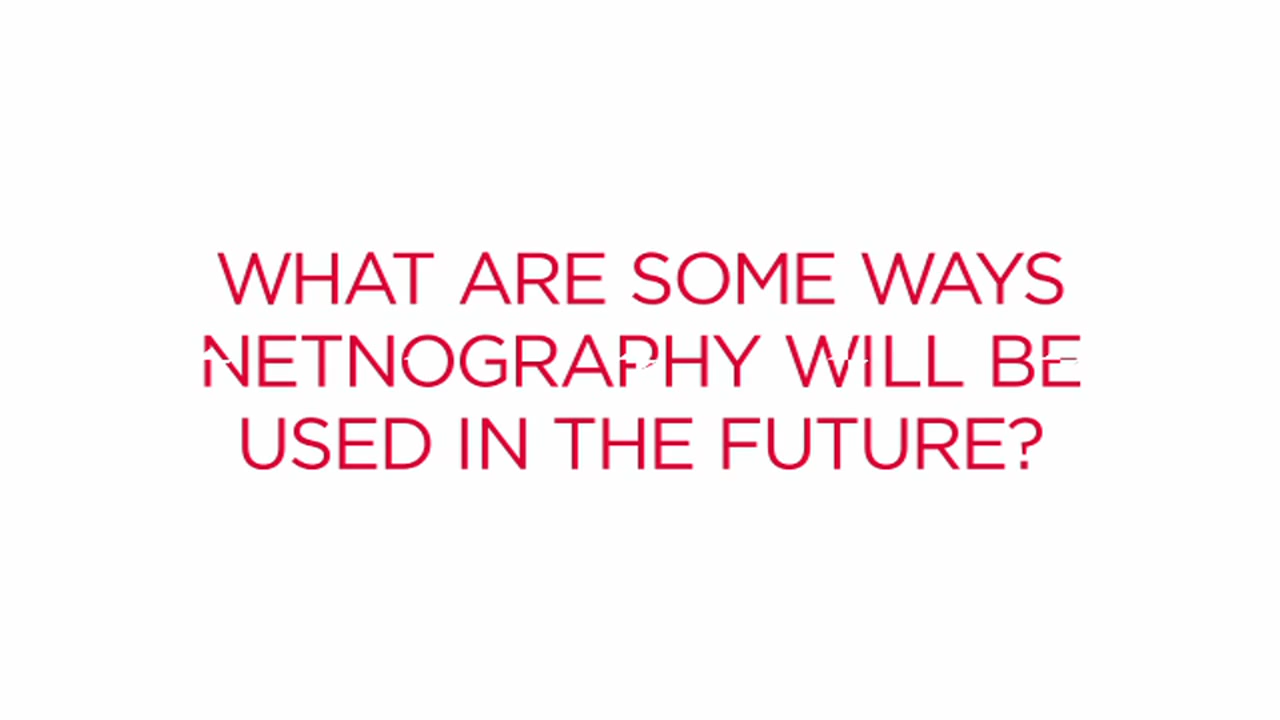 WHAT ARE SOME WAYS
NETNOGRAPHY WILL BE
USED IN THE FUTURE?